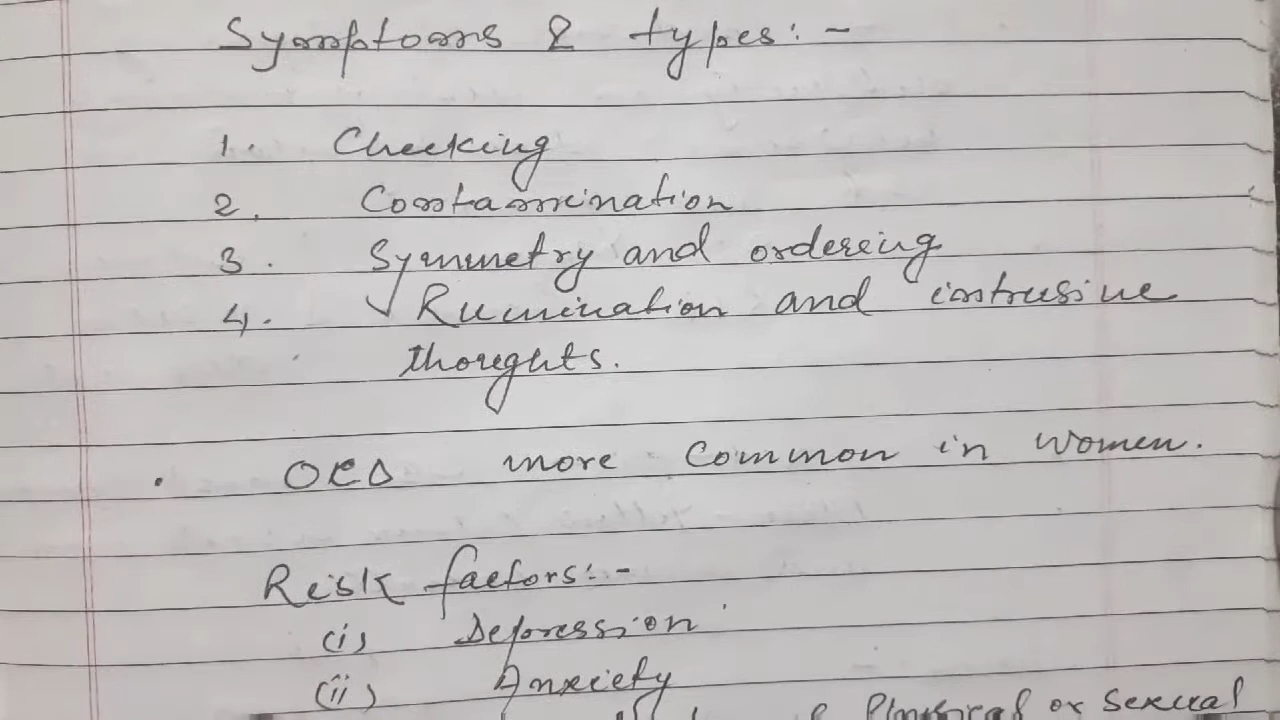 Symptoms & types:-
1. Checking
2. Contamination
3. Symmetry and ordering
4. Rumination and intrusive
thoughts.
. OCD more common in women.
Risk factors:-
(i) Depression
(ii) Anxiety
& Physical or Sexual